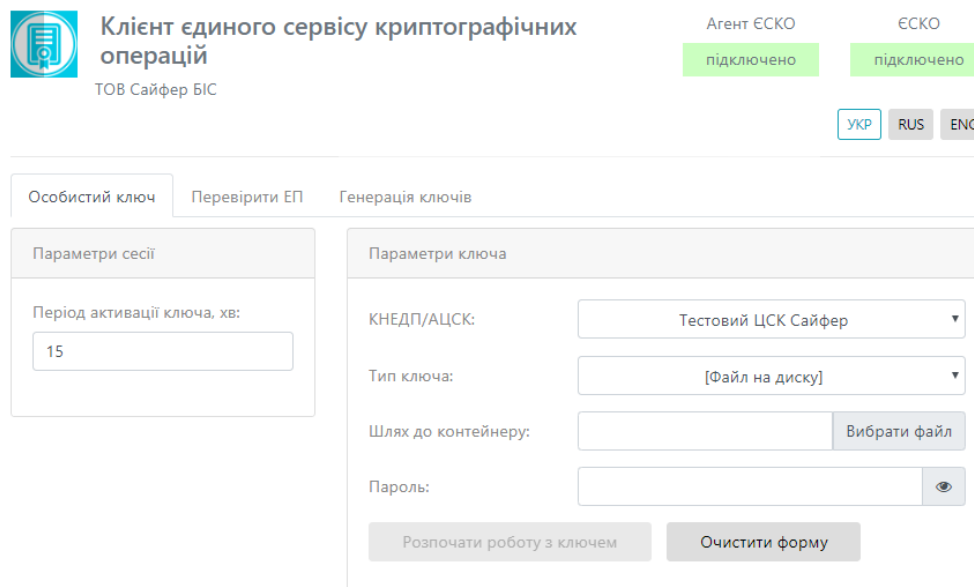 Клієнт єдиного сервісу криптографічних
операцій
ТОВ Сайфер БІС
Агент ЄСКО
підключено
ЄСКО
підключено
УКР RUS ENG
Особистий ключ Перевірити ЕП Генерація ключів
Параметри сесії
Період активації ключа, хв:
15
Параметри ключа
КНЕДП/АЦСК: Тестовий ЦСК Сайфер
Тип ключа: [Файл на диску]
Шлях до контейнеру: Вибрати файл
Пароль:
Розпочати роботу з ключем Очистити форму